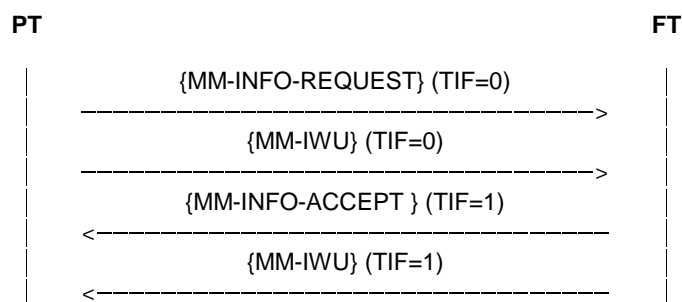 PT FT
{MM-INFO-REQUEST} (TIF=0)
{MM-IWU} (TIF=0)
{MM-INFO-ACCEPT } (TIF=1)
{MM-IWU} (TIF=1)